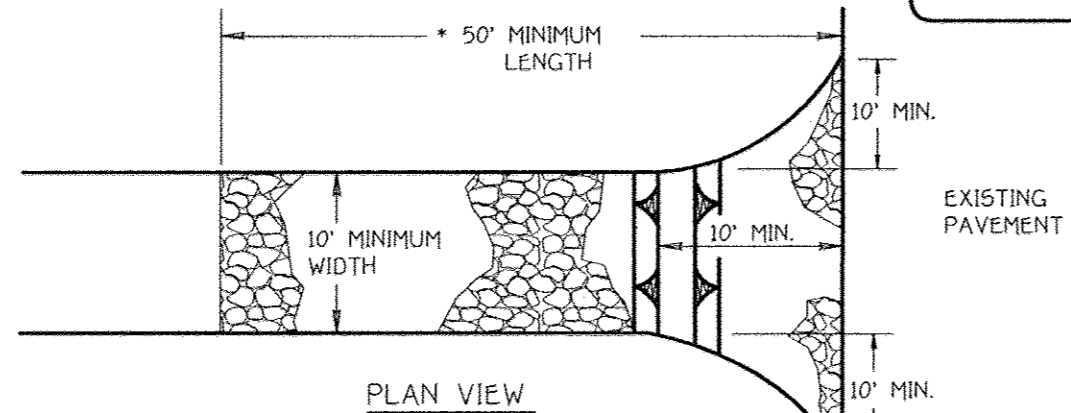 * 50' MINIMUM
LENGTH
10' MIN.
EXISTING
PAVEMENT
10' MINIMUM
WIDTH
10' MIN.
PLAN VIEW
10' MIN.